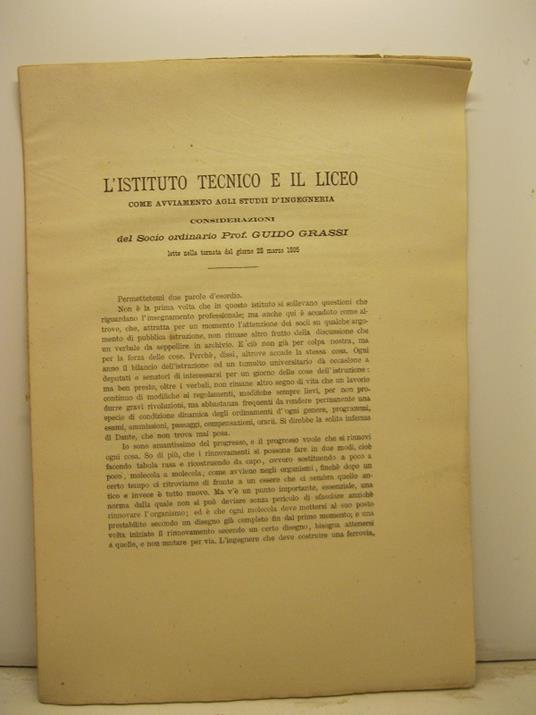 L'ISTITUTO TECNICO E IL LICEO
COME AVVIAMENTO AGLI STUDII D'INGEGNERIA
CONSIDERAZIONI
del Socio ordinario Prof. GUIDO GRASSI
lette nella tornata del giorno 25 marzo 1895
Permettetemi due parole d'esordio.
Non è la prima volta che in questo istituto si sollevano questioni che
riguardano l'insegnamento professionale; ma anche qui è accaduto come al-
trove, che, attratta per un momento l'attenzione dei socii su qualche argo-
mento di pubblica istruzione, non rimase altro frutto della discussione che
un verbale da seppellire in archivio. E ciò non già per colpa nostra, ma
per la forza delle cose. Perchè, dissi, altrove accade la stessa cosa. Ogni
anno il bilancio dell'istruzione od un tumulto universitario dà occasione a
deputati e senatori di interessarsi per un giorno delle cose dell'istruzione:
ma ben presto, oltre i verbali, non rimane altro segno di vita che un lavorio
continuo di modifiche ai regolamenti, modifiche sempre lievi, per non pro-
durre gravi rivoluzioni, ma abbastanza frequenti da rendere permanente una
specie di condizione dinamica degli ordinamenti d'ogni genere, programmi,
esami, ammissioni, passaggi, compensazioni, orarii. Si direbbe la solita inferma
di Dante, che non trova mai posa.
Io sono amantissimo del progresso, e il progresso vuole che si rinnovi
ogni cosa. So di più, che i rinnovamenti si possono fare in due modi, cioè
facendo tabula rasa e ricostruendo da capo, ovvero sostituendo a poco a
poco, molecola a molecola, come avviene negli organismi, finchè dopo un
certo tempo ci ritroviamo di fronte a un essere che ci sembra quello an-
tico e invece è tutto nuovo. Ma v'è un punto importante, essenziale, una
norma dalla quale non si può deviare senza pericolo di sfasciare anzichè
rinnovare l'organismo; ed è che ogni molecola deve mettersi al suo posto
prestabilito secondo un disegno già completo fin dal primo momento; e una
volta iniziato il rinnovamento secondo un certo disegno, bisogna attenersi
a quello, e non mutare per via. L'ingegnere che deve costruire una ferrovia,